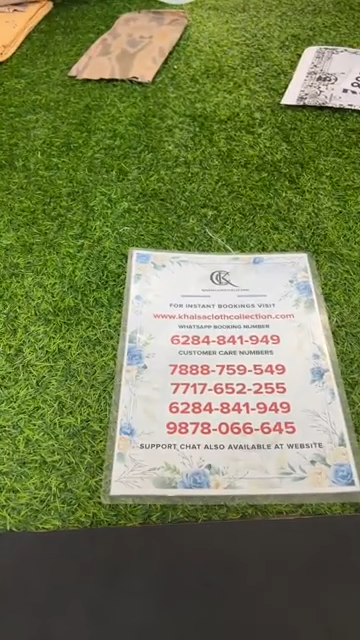 FOR INSTANT BOOKINGS VISIT
www.khalsaclothcollection.com
WHATSAPP BOOKING NUMBER
6284-841-949
CUSTOMER CARE NUMBERS
7888-759-549
7717-652-255
6284-841-949
9878-066-645
SUPPORT CHAT ALSO AVAILABLE AT WEBSITE